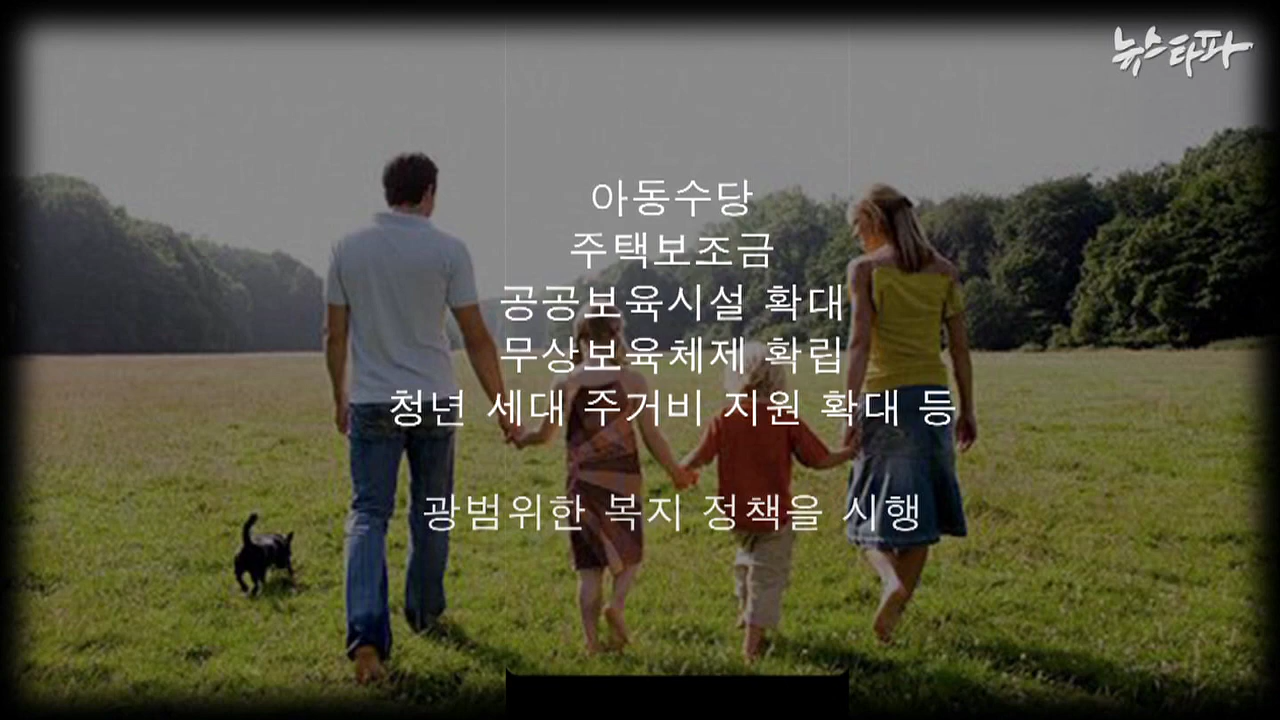 뉴스타파
아동수당
주택보조금
공공보육시설 확대
무상보육체제 확립
청년 세대 주거비 지원 확대 등
광범위한 복지 정책을 시행